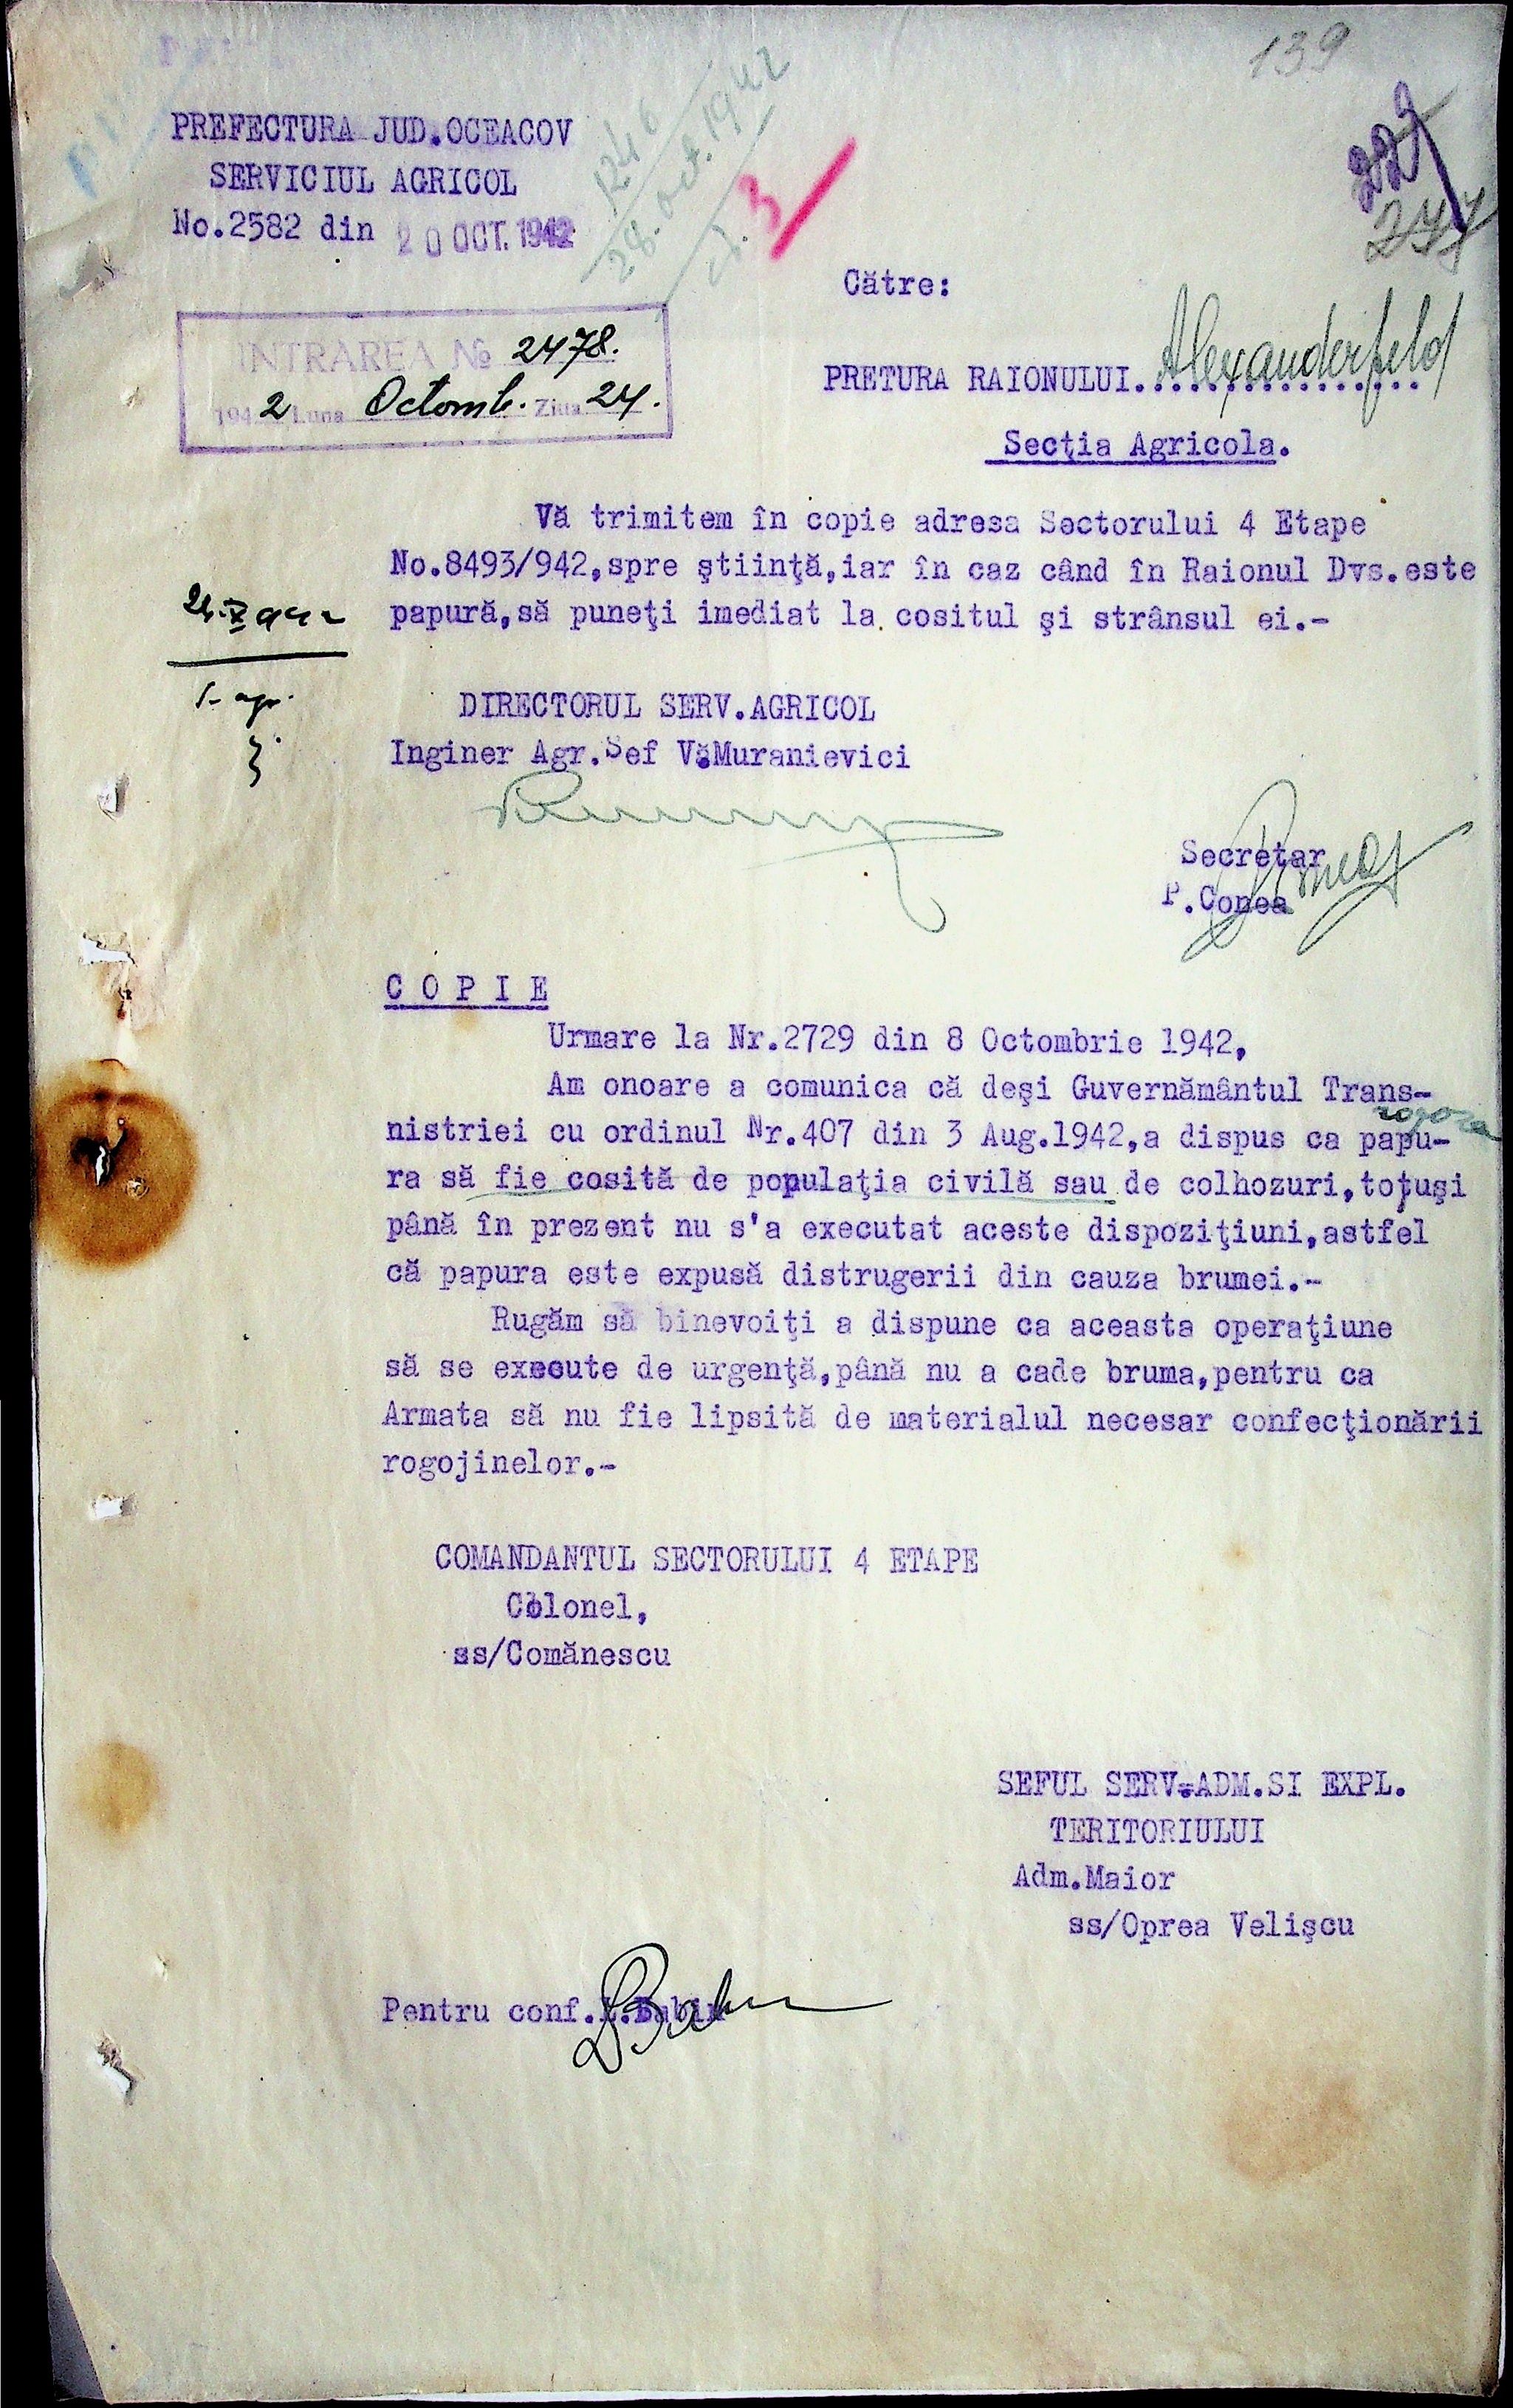 139
229
277
1246
28. oct. 1942
3
PREFECTURA JUD.OCEACOV
SERVICIUL AGRICOL
No.2582 din 20 OCT. 1942
Către:
INTRAREA № 2478.
1942 Luna Octomb. Ziua 24.
PRETURA RAIONULUI. Alexanderfeld
Secţia Agricola.
Vă trimitem în copie adresa Sectorului 4 Etape
No.8493/942,spre ştiinţă,iar în caz când în Raionul Dvs.este
papură,să puneţi imediat la cositul şi strânsul ei.-
DIRECTORUL SERV.AGRICOL
Inginer Agr.Sef V.Muranievici
Secretar
P.Conea
C O P I E
Urmare la Nr.2729 din 8 Octombrie 1942,
Am onoare a comunica că deşi Guvernământul Trans-
rogoza
nistriei cu ordinul Nr.407 din 3 Aug.1942,a dispus ca papu-
ra să fie cosită de populaţia civilă sau de colhozuri,toţuşi
până în prezent nu s'a executat aceste dispoziţiuni,astfel
că papura este expusă distrugerii din cauza brumei.-
Rugăm să binevoiţi a dispune ca aceasta operaţiune
să se execute de urgenţă,până nu a cade bruma,pentru ca
Armata să nu fie lipsită de materialul necesar confecţionării
rogojinelor.-
COMANDANTUL SECTORULUI 4 ETAPE
Colonel,
ss/Comănescu
SEFUL SERV.ADM.SI EXPL.
TERITORIULUI
Adm.Maior
ss/Oprea Velişcu
Pentru conf.L.Babin